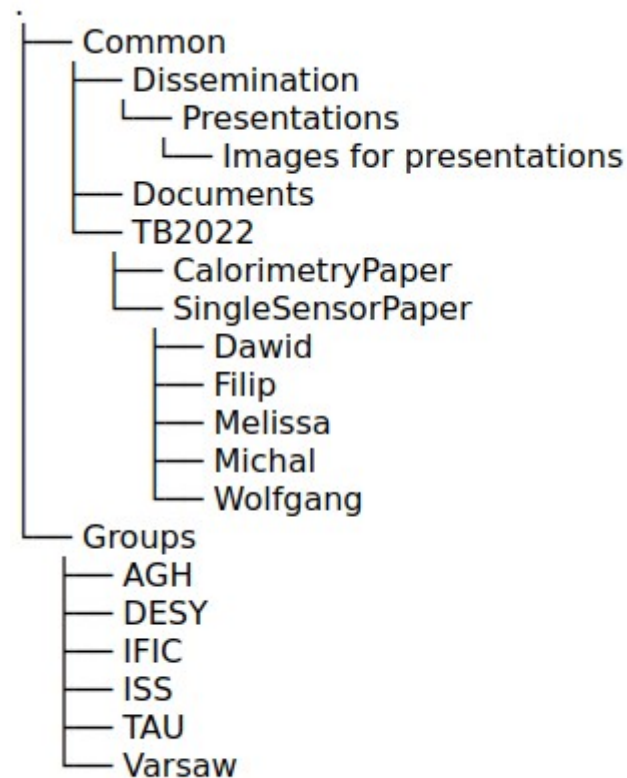 .
Common
Dissemination
Presentations
Images for presentations
Documents
TB2022
CalorimetryPaper
SingleSensorPaper
Dawid
Filip
Melissa
Michal
Wolfgang
Groups
AGH
DESY
IFIC
ISS
TAU
Varsaw